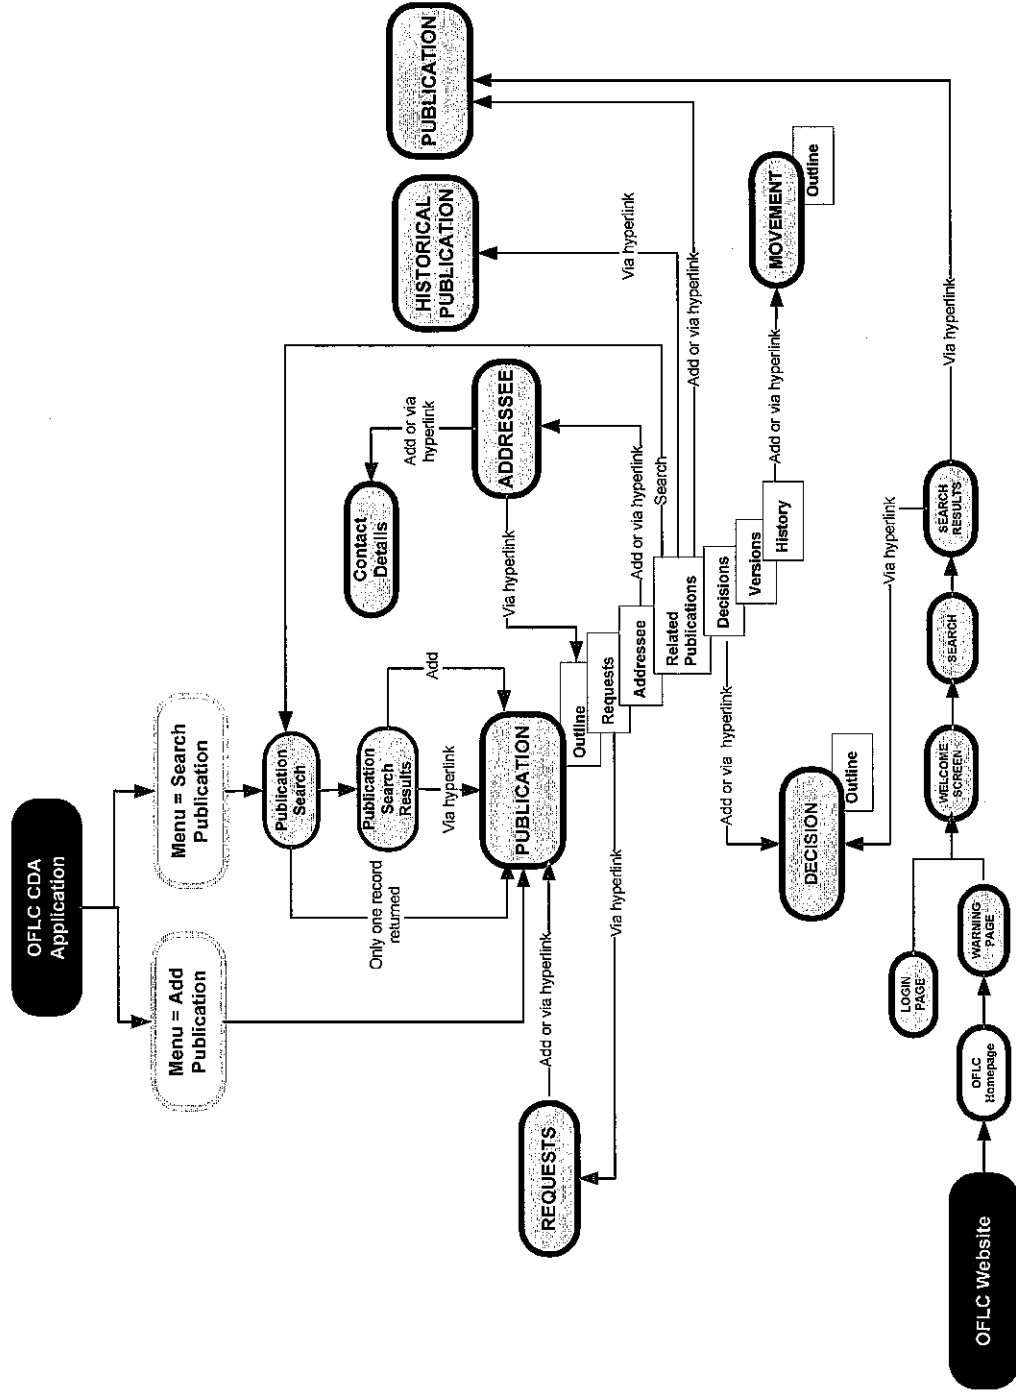 OFLC CDA
Application
Menu = Add
Publication
Menu = Search
Publication
Publication
Search
Only one record
returned
Publication
Search
Results
Add
Via hyperlink
PUBLICATION
REQUESTS
Add or via hyperlink
Via hyperlink
Outline
Requests
Addressee
Related
Publications
Decisions
Versions
History
Via hyperlink
Contact
Details
Add or via
hyperlink
ADDRESSEE
Add or via hyperlink
Search
HISTORICAL
PUBLICATION
Via hyperlink
PUBLICATION
Add or via hyperlink
Add or via hyperlink
MOVEMENT
Outline
Add or via hyperlink
DECISION
Outline
Via hyperlink
Via hyperlink
OFLC Website
OFLC
Homepage
LOGIN
PAGE
WARNING
PAGE
WELCOME
SCREEN
SEARCH
SEARCH
RESULTS